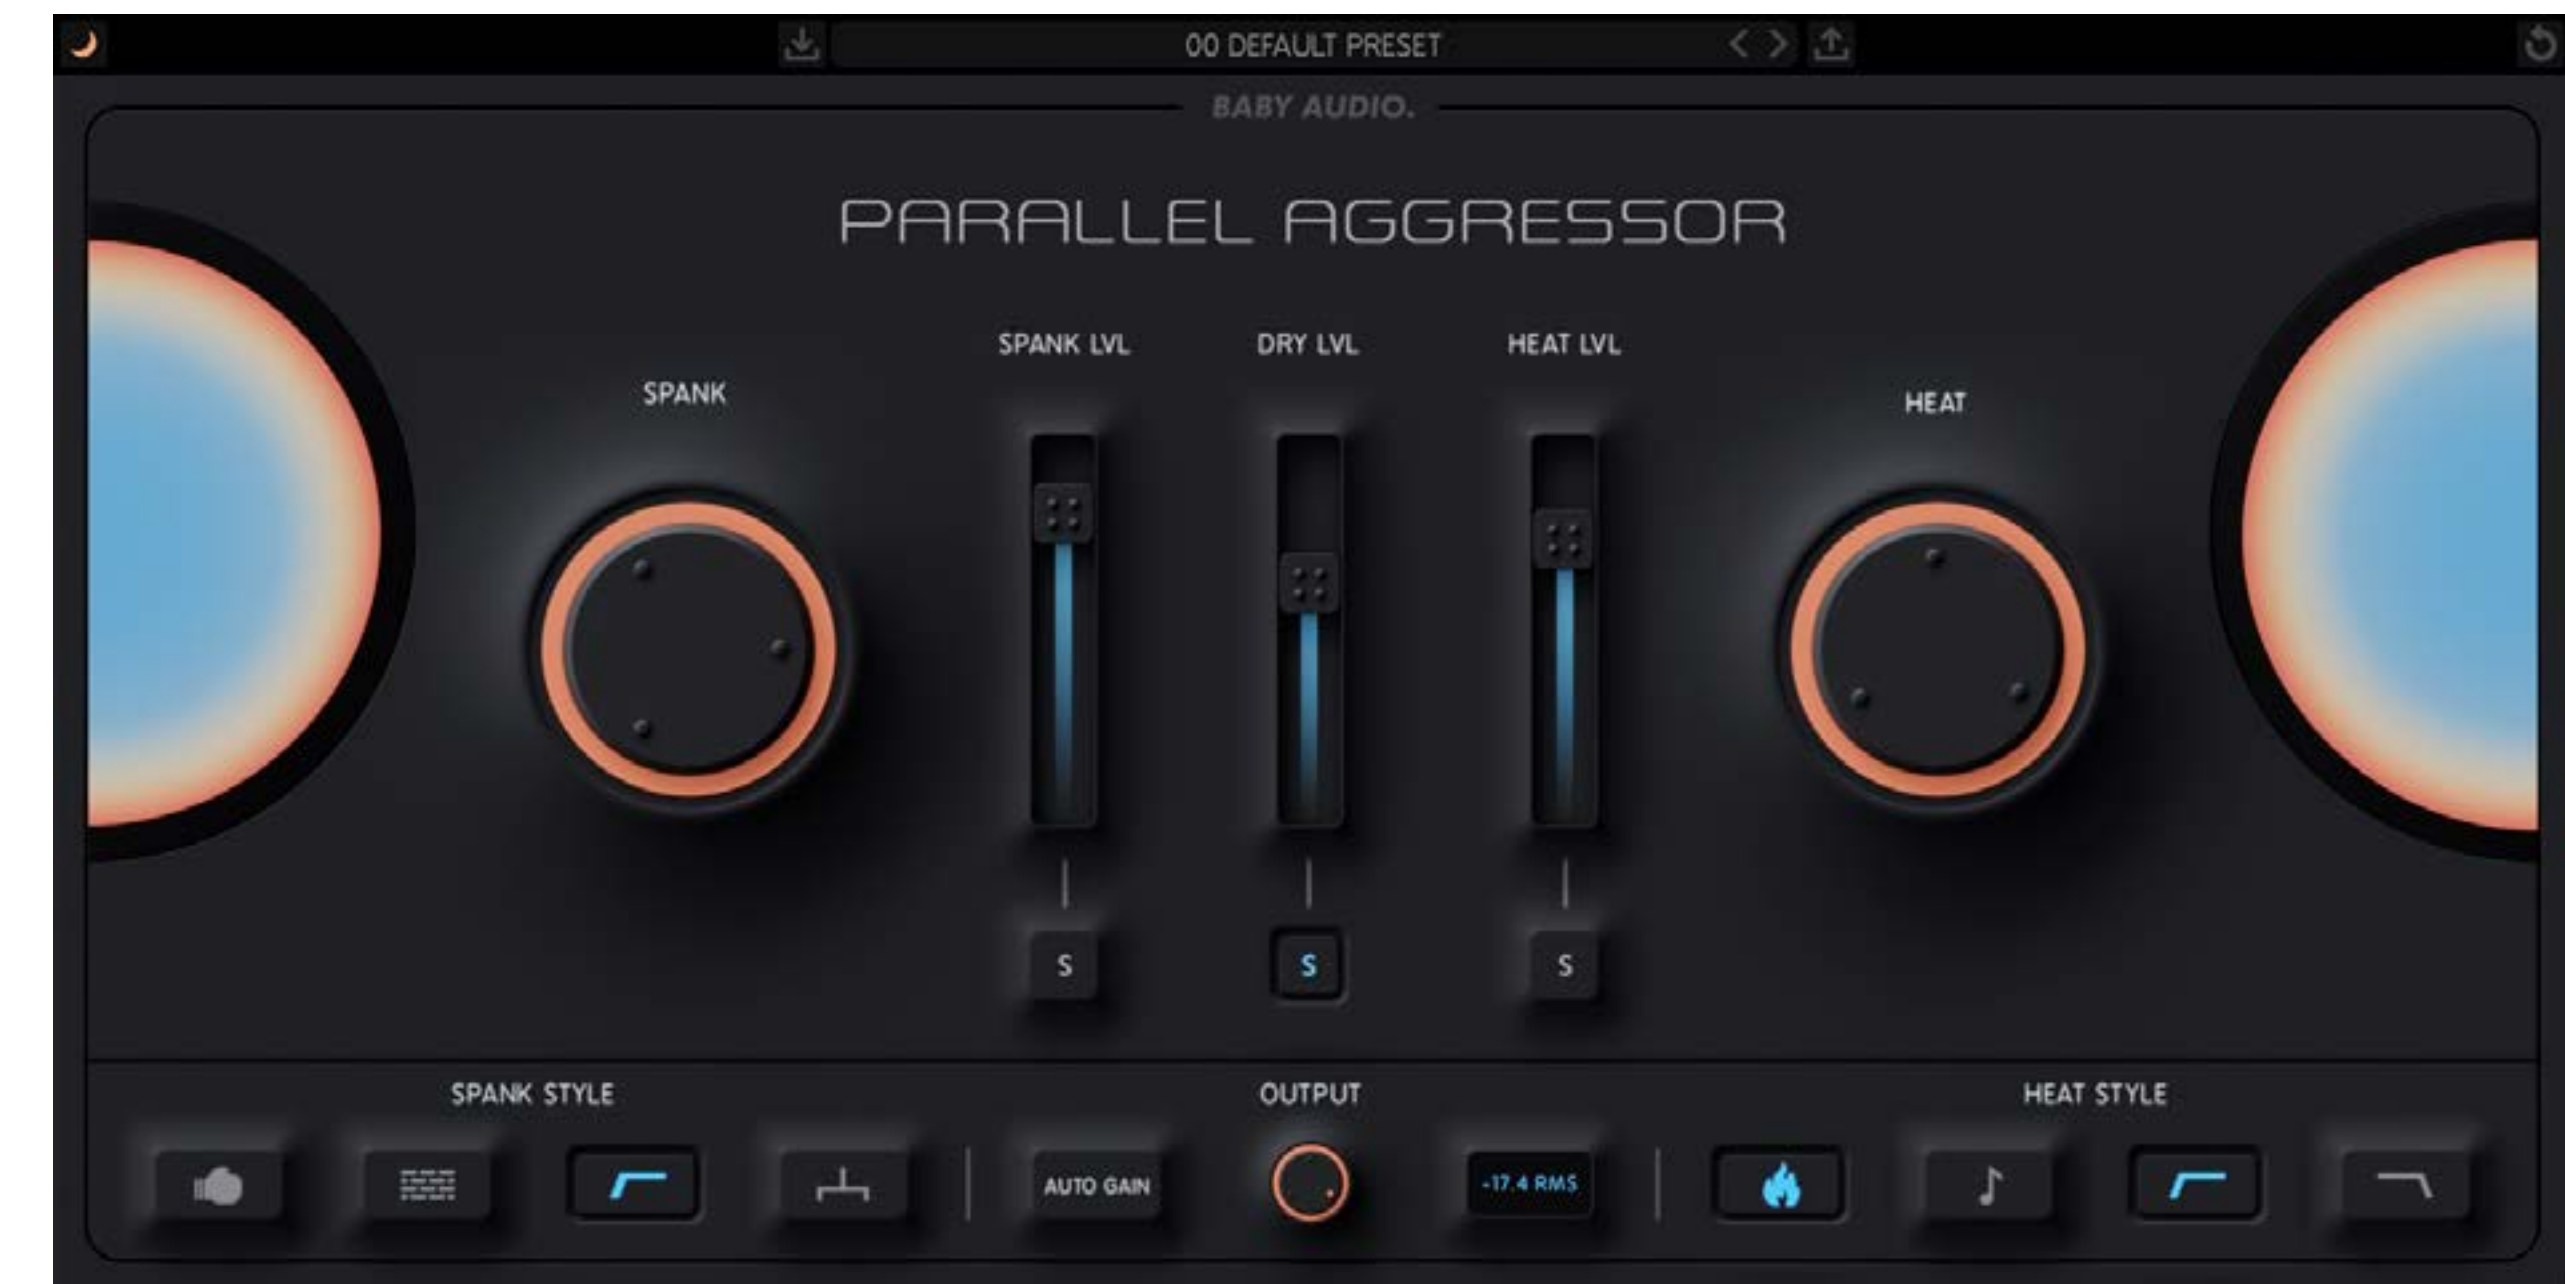 00 DEFAULT PRESET
BABY AUDIO.
PARALLEL AGGRESSOR
SPANK LVL
DRY LVL
HEAT LVL
SPANK
HEAT
S
S
S
SPANK STYLE
OUTPUT
HEAT STYLE
AUTO GAIN
-17.4 RMS